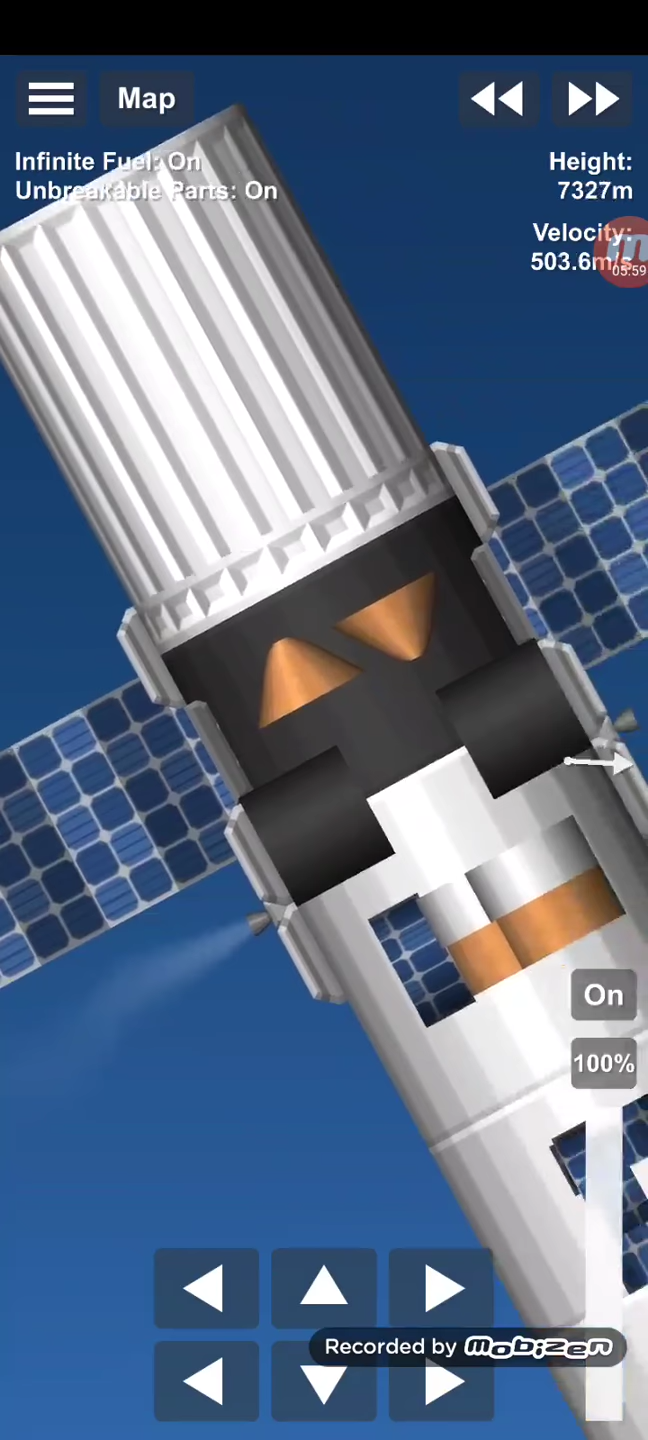 Map
Infinite Fuel: On
Unbreakable Parts: On
Height:
7327m
Velocity:
503.6m/s
05:59
On
100%
Recorded by mobizen